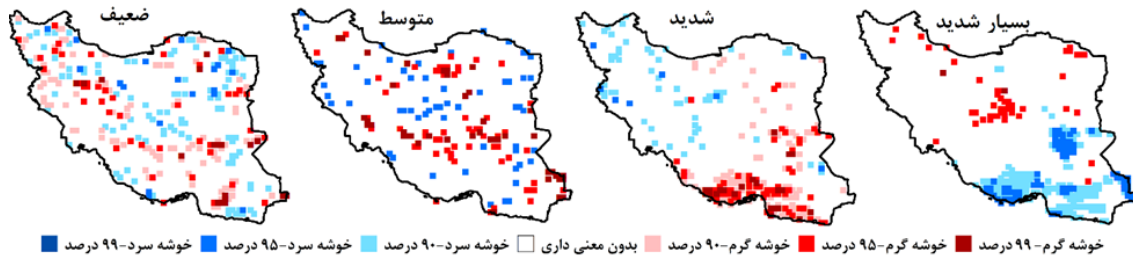 ضعیف
متوسط
شدید
بسیار شدید
خوشه گرم-۹۹ درصد خوشه گرم-۹۵ درصد خوشه گرم-۹۰ درصد بدون معنی داری خوشه سرد-۹۰ درصد خوشه سرد-۹۵ درصد خوشه سرد-۹۹ درصد